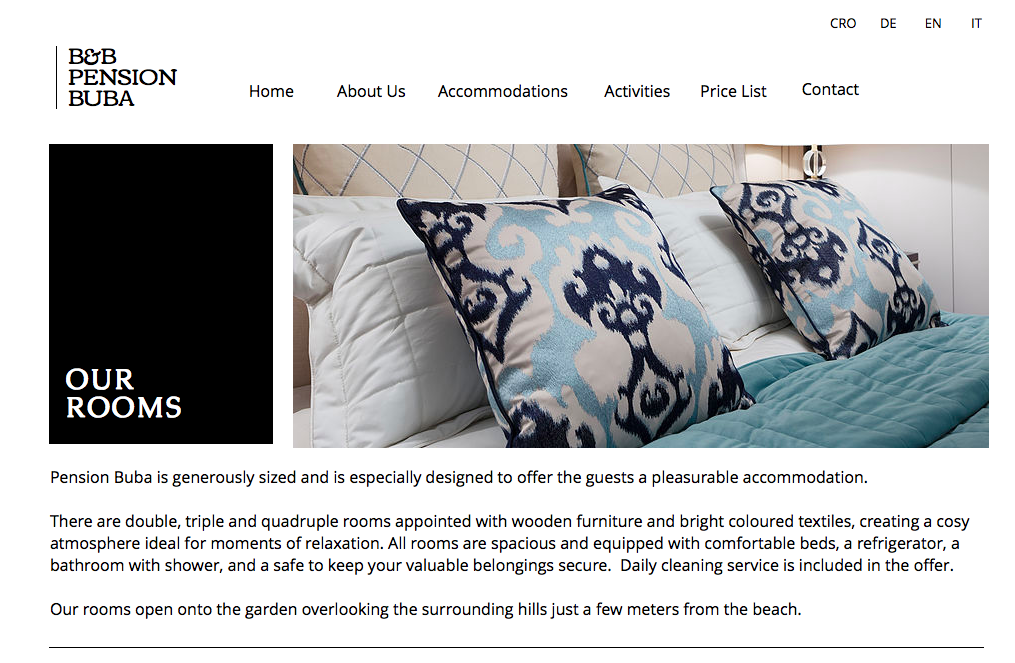 CRO DE EN IT
B&B
PENSION
BUBA
Home About Us Accommodations Activities Price List Contact
OUR
ROOMS
Pension Buba is generously sized and is especially designed to offer the guests a pleasurable accommodation.
There are double, triple and quadruple rooms appointed with wooden furniture and bright coloured textiles, creating a cosy
atmosphere ideal for moments of relaxation. All rooms are spacious and equipped with comfortable beds, a refrigerator, a
bathroom with shower, and a safe to keep your valuable belongings secure.  Daily cleaning service is included in the offer.
Our rooms open onto the garden overlooking the surrounding hills just a few meters from the beach.